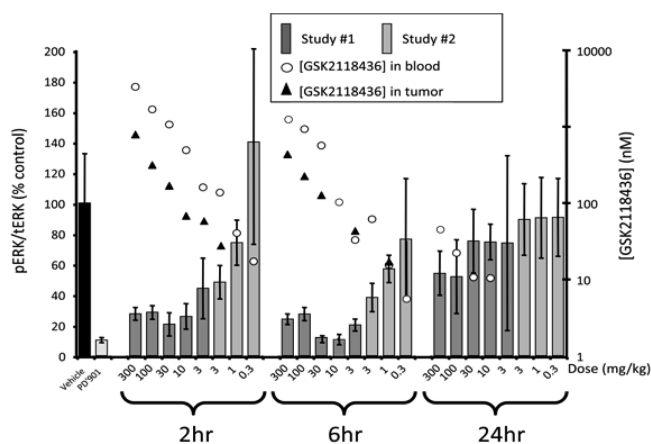 Study #1 Study #2
[GSK2118436] in blood
[GSK2118436] in tumor
pERK/tERK (% control)
200
180
160
140
120
100
80
60
40
20
0
10000
100
10
1
[GSK2118436] (nM)
Vehicle PD'901 300 100 30 10 3 3 1 0.3 300 100 30 10 3 3 1 0.3 300 100 30 10 3 3 1 0.3 Dose (mg/kg)
2hr 6hr 24hr